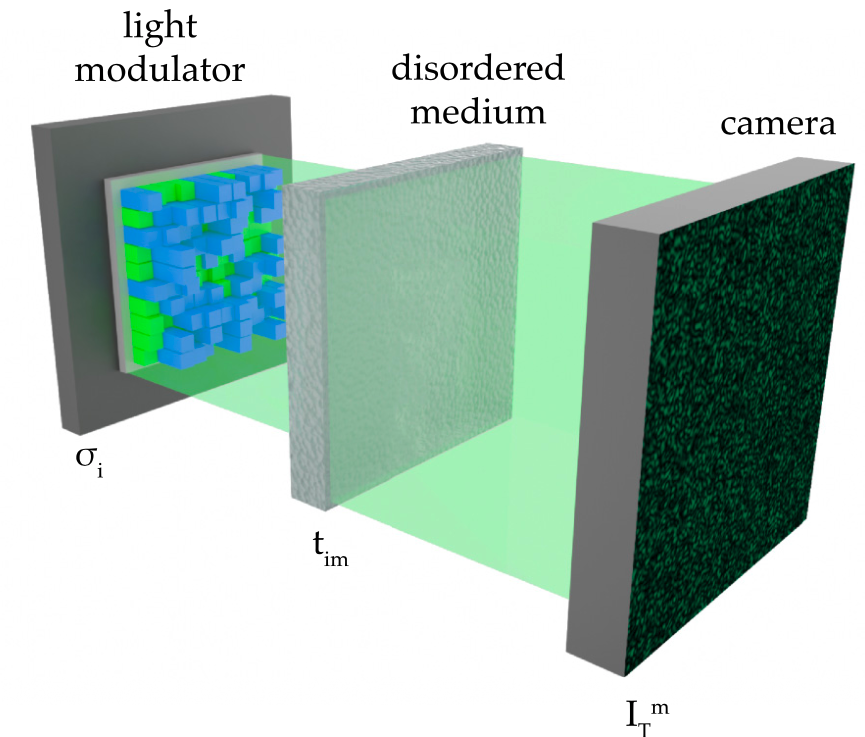 light
modulator
disordered
medium
camera
σi
tim
ITm